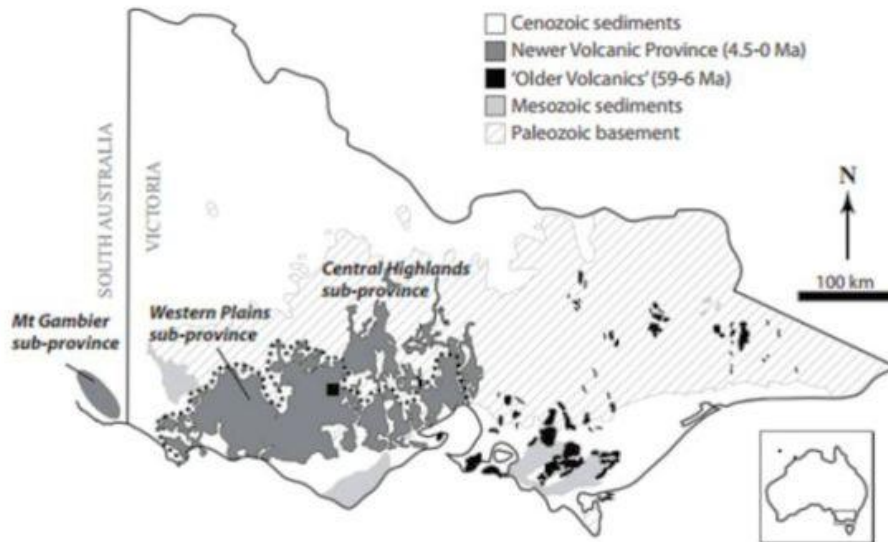 Cenozoic sediments
Newer Volcanic Province (4.5-0 Ma)
'Older Volcanics' (59-6 Ma)
Mesozoic sediments
Paleozoic basement
SOUTH AUSTRALIA
VICTORIA
N
100 km
Central Highlands
sub-province
Western Plains
sub-province
Mt Gambier
sub-province